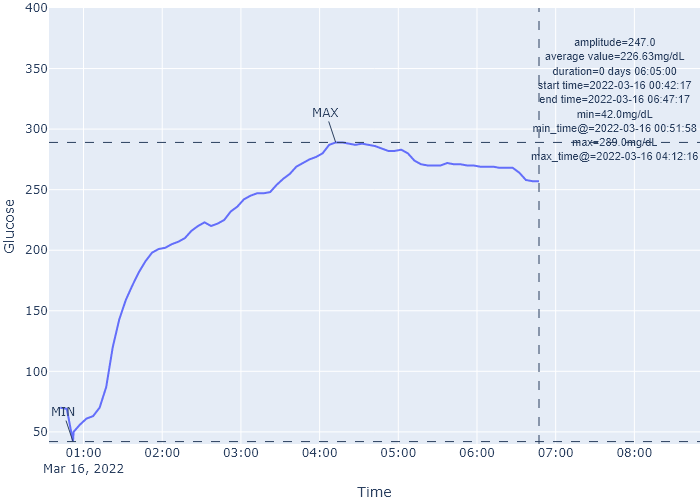 400
350
300
250
200
150
100
50
Glucose
MAX
MIN
amplitude=247.0
average value=226.63mg/dL
duration=0 days 06:05:00
start time=2022-03-16 00:42:17
end time=2022-03-16 06:47:17
min=42.0mg/dL
min_time@=2022-03-16 00:51:58
max=289.0mg/dL
max_time@=2022-03-16 04:12:16
01:00 02:00 03:00 04:00 05:00 06:00 07:00 08:00
Mar 16, 2022
Time